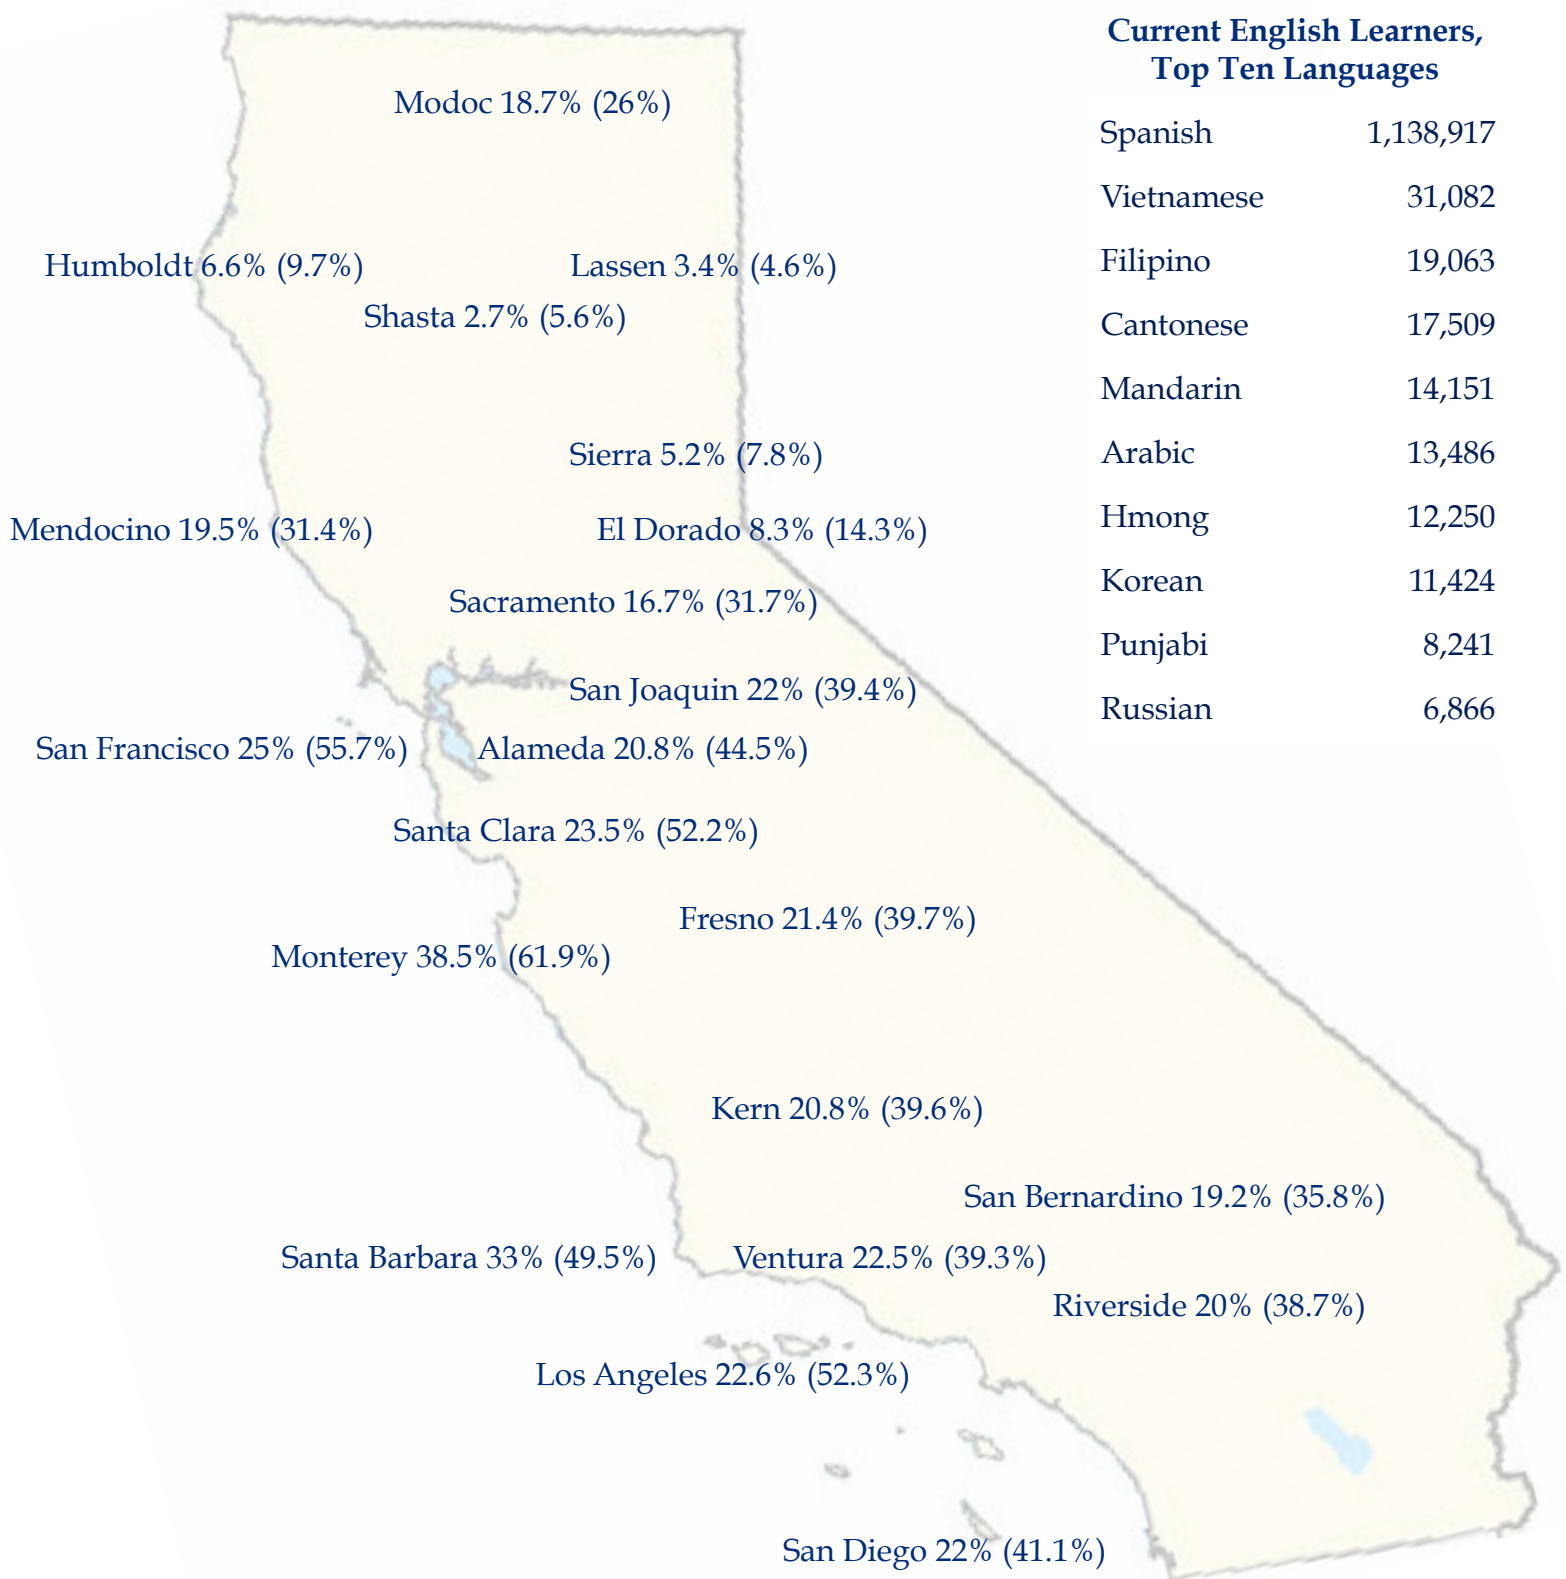 Current English Learners,
Top Ten Languages
Spanish 1,138,917
Vietnamese 31,082
Filipino 19,063
Cantonese 17,509
Mandarin 14,151
Arabic 13,486
Hmong 12,250
Korean 11,424
Punjabi 8,241
Russian 6,866
Modoc 18.7% (26%)
Humboldt 6.6% (9.7%)
Lassen 3.4% (4.6%)
Shasta 2.7% (5.6%)
Sierra 5.2% (7.8%)
Mendocino 19.5% (31.4%)
El Dorado 8.3% (14.3%)
Sacramento 16.7% (31.7%)
San Joaquin 22% (39.4%)
San Francisco 25% (55.7%)
Alameda 20.8% (44.5%)
Santa Clara 23.5% (52.2%)
Fresno 21.4% (39.7%)
Monterey 38.5% (61.9%)
Kern 20.8% (39.6%)
San Bernardino 19.2% (35.8%)
Santa Barbara 33% (49.5%)
Ventura 22.5% (39.3%)
Riverside 20% (38.7%)
Los Angeles 22.6% (52.3%)
San Diego 22% (41.1%)